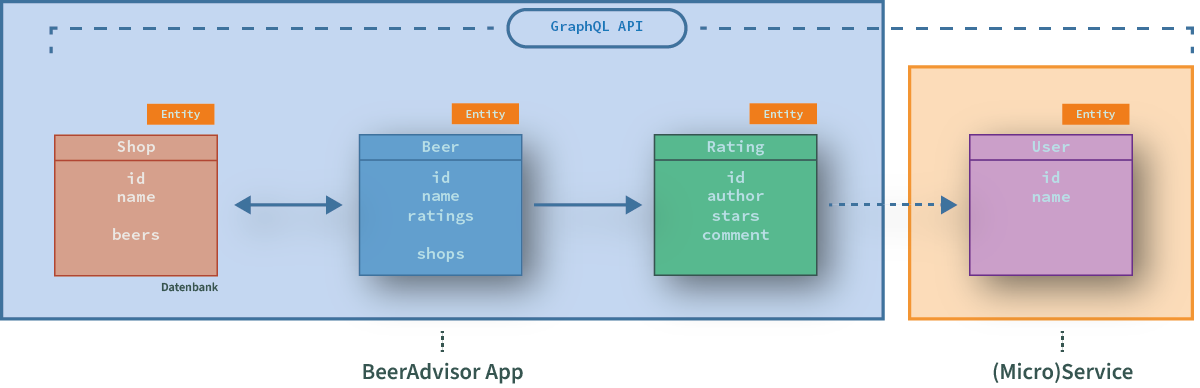 GraphQL API
Entity
Entity
Entity
Entity
Shop
id
name
beers
Datenbank
Beer
id
name
ratings
shops
Rating
id
author
stars
comment
User
id
name
BeerAdvisor App
(Micro)Service